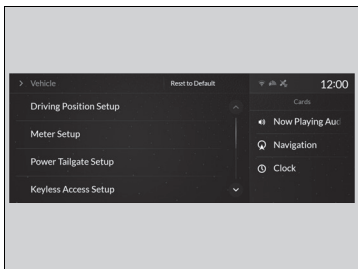 Vehicle
Reset to Default
12:00
Driving Position Setup
Meter Setup
Power Tailgate Setup
Keyless Access Setup
Cards
Now Playing Aud
Navigation
Clock